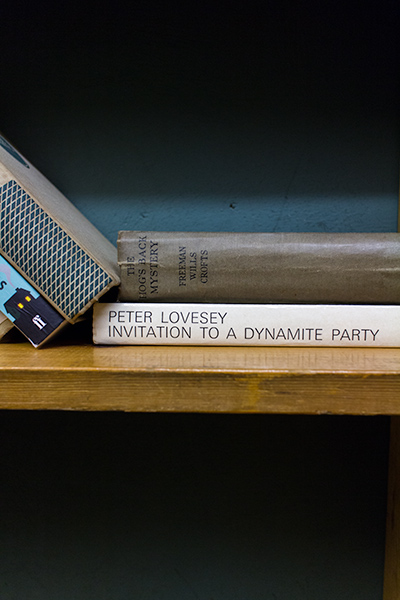 THE
HOG'S BACK
MYSTERY
FREEMAN
WILLS
CROFTS
PETER LOVESEY
INVITATION TO A DYNAMITE PARTY
S